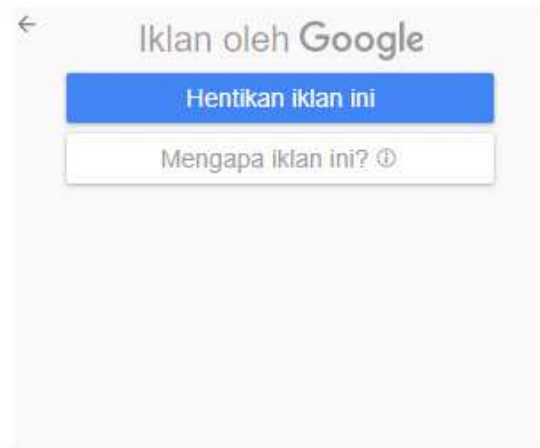 Iklan oleh Google
Hentikan iklan ini
Mengapa iklan ini?